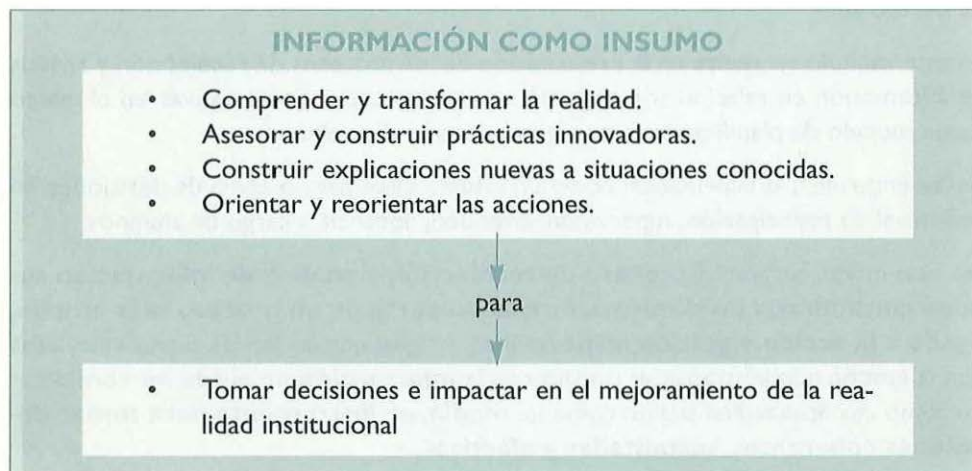 INFORMACIÓN COMO INSUMO
• Comprender y transformar la realidad.
• Asesorar y construir prácticas innovadoras.
• Construir explicaciones nuevas a situaciones conocidas.
• Orientar y reorientar las acciones.
para
• Tomar decisiones e impactar en el mejoramiento de la rea-
lidad institucional